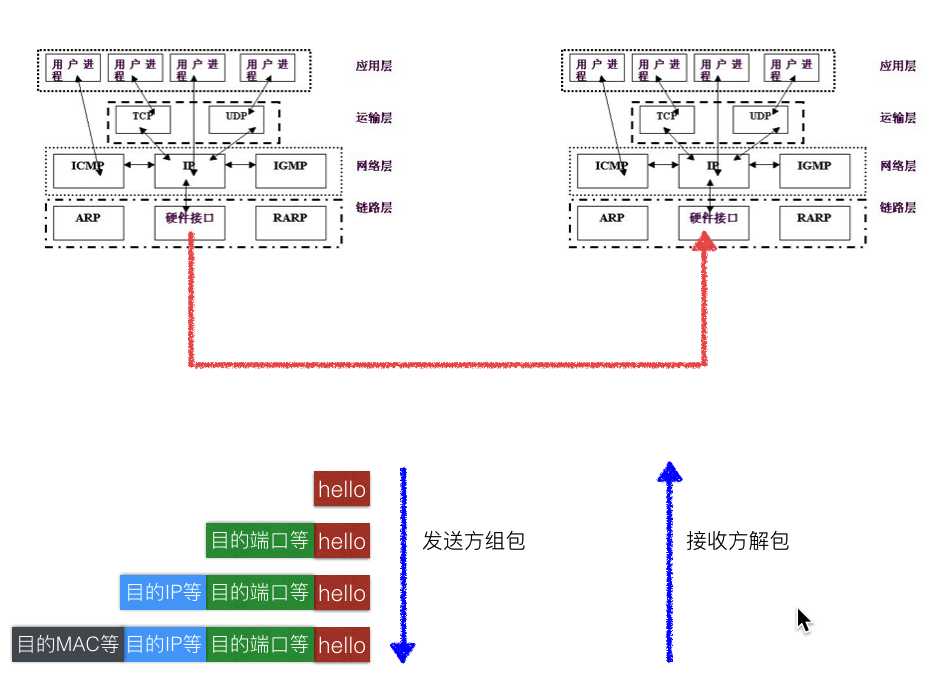 用户进程 用户进程 用户进程 用户进程 应用层
TCP UDP 运输层
ICMP IP IGMP 网络层
ARP 硬件接口 RARP 链路层
用户进程 用户进程 用户进程 用户进程 应用层
TCP UDP 运输层
ICMP IP IGMP 网络层
ARP 硬件接口 RARP 链路层
hello
目的端口等 hello
目的IP等 目的端口等 hello
目的MAC等 目的IP等 目的端口等 hello
发送方组包
接收方解包